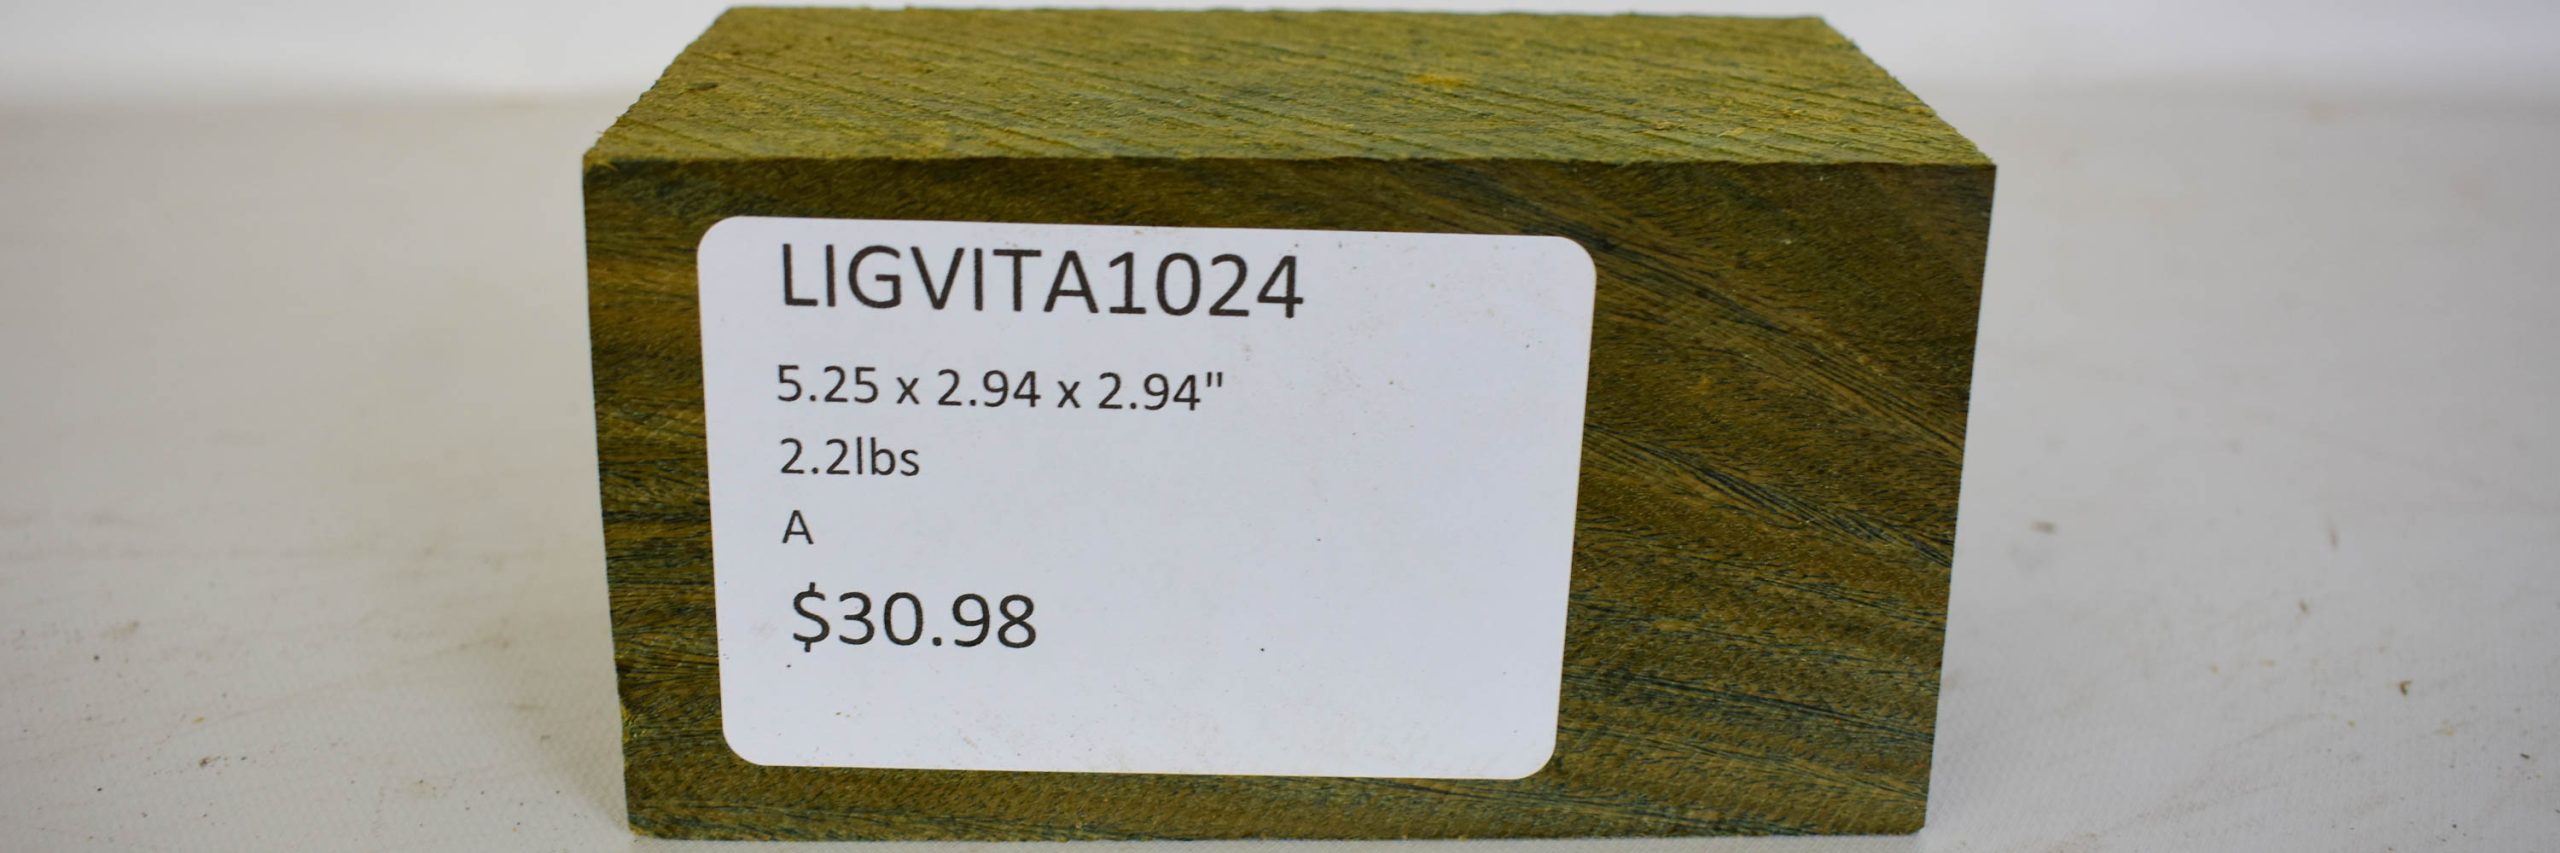 LIGVITA1024
5.25 x 2.94 x 2.94"
2.2lbs
A
$30.98